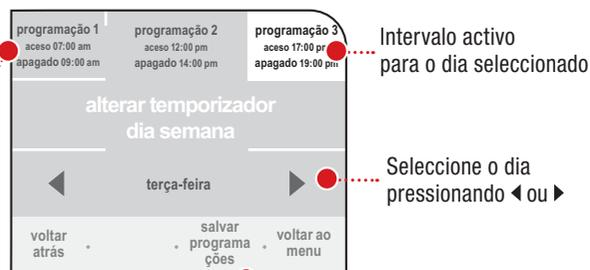 programação 1
aceso 07:00 am
apagado 09:00 am
programação 2
aceso 12:00 pm
apagado 14:00 pm
programação 3
aceso 17:00 pm
apagado 19:00 pm
Intervalo activo
para o dia seleccionado
alterar temporizador
dia semana
terça-feira
Seleccione o dia
pressionando ◀ ou ▶
voltar
atrás
salvar
programa
ções
voltar ao
menu